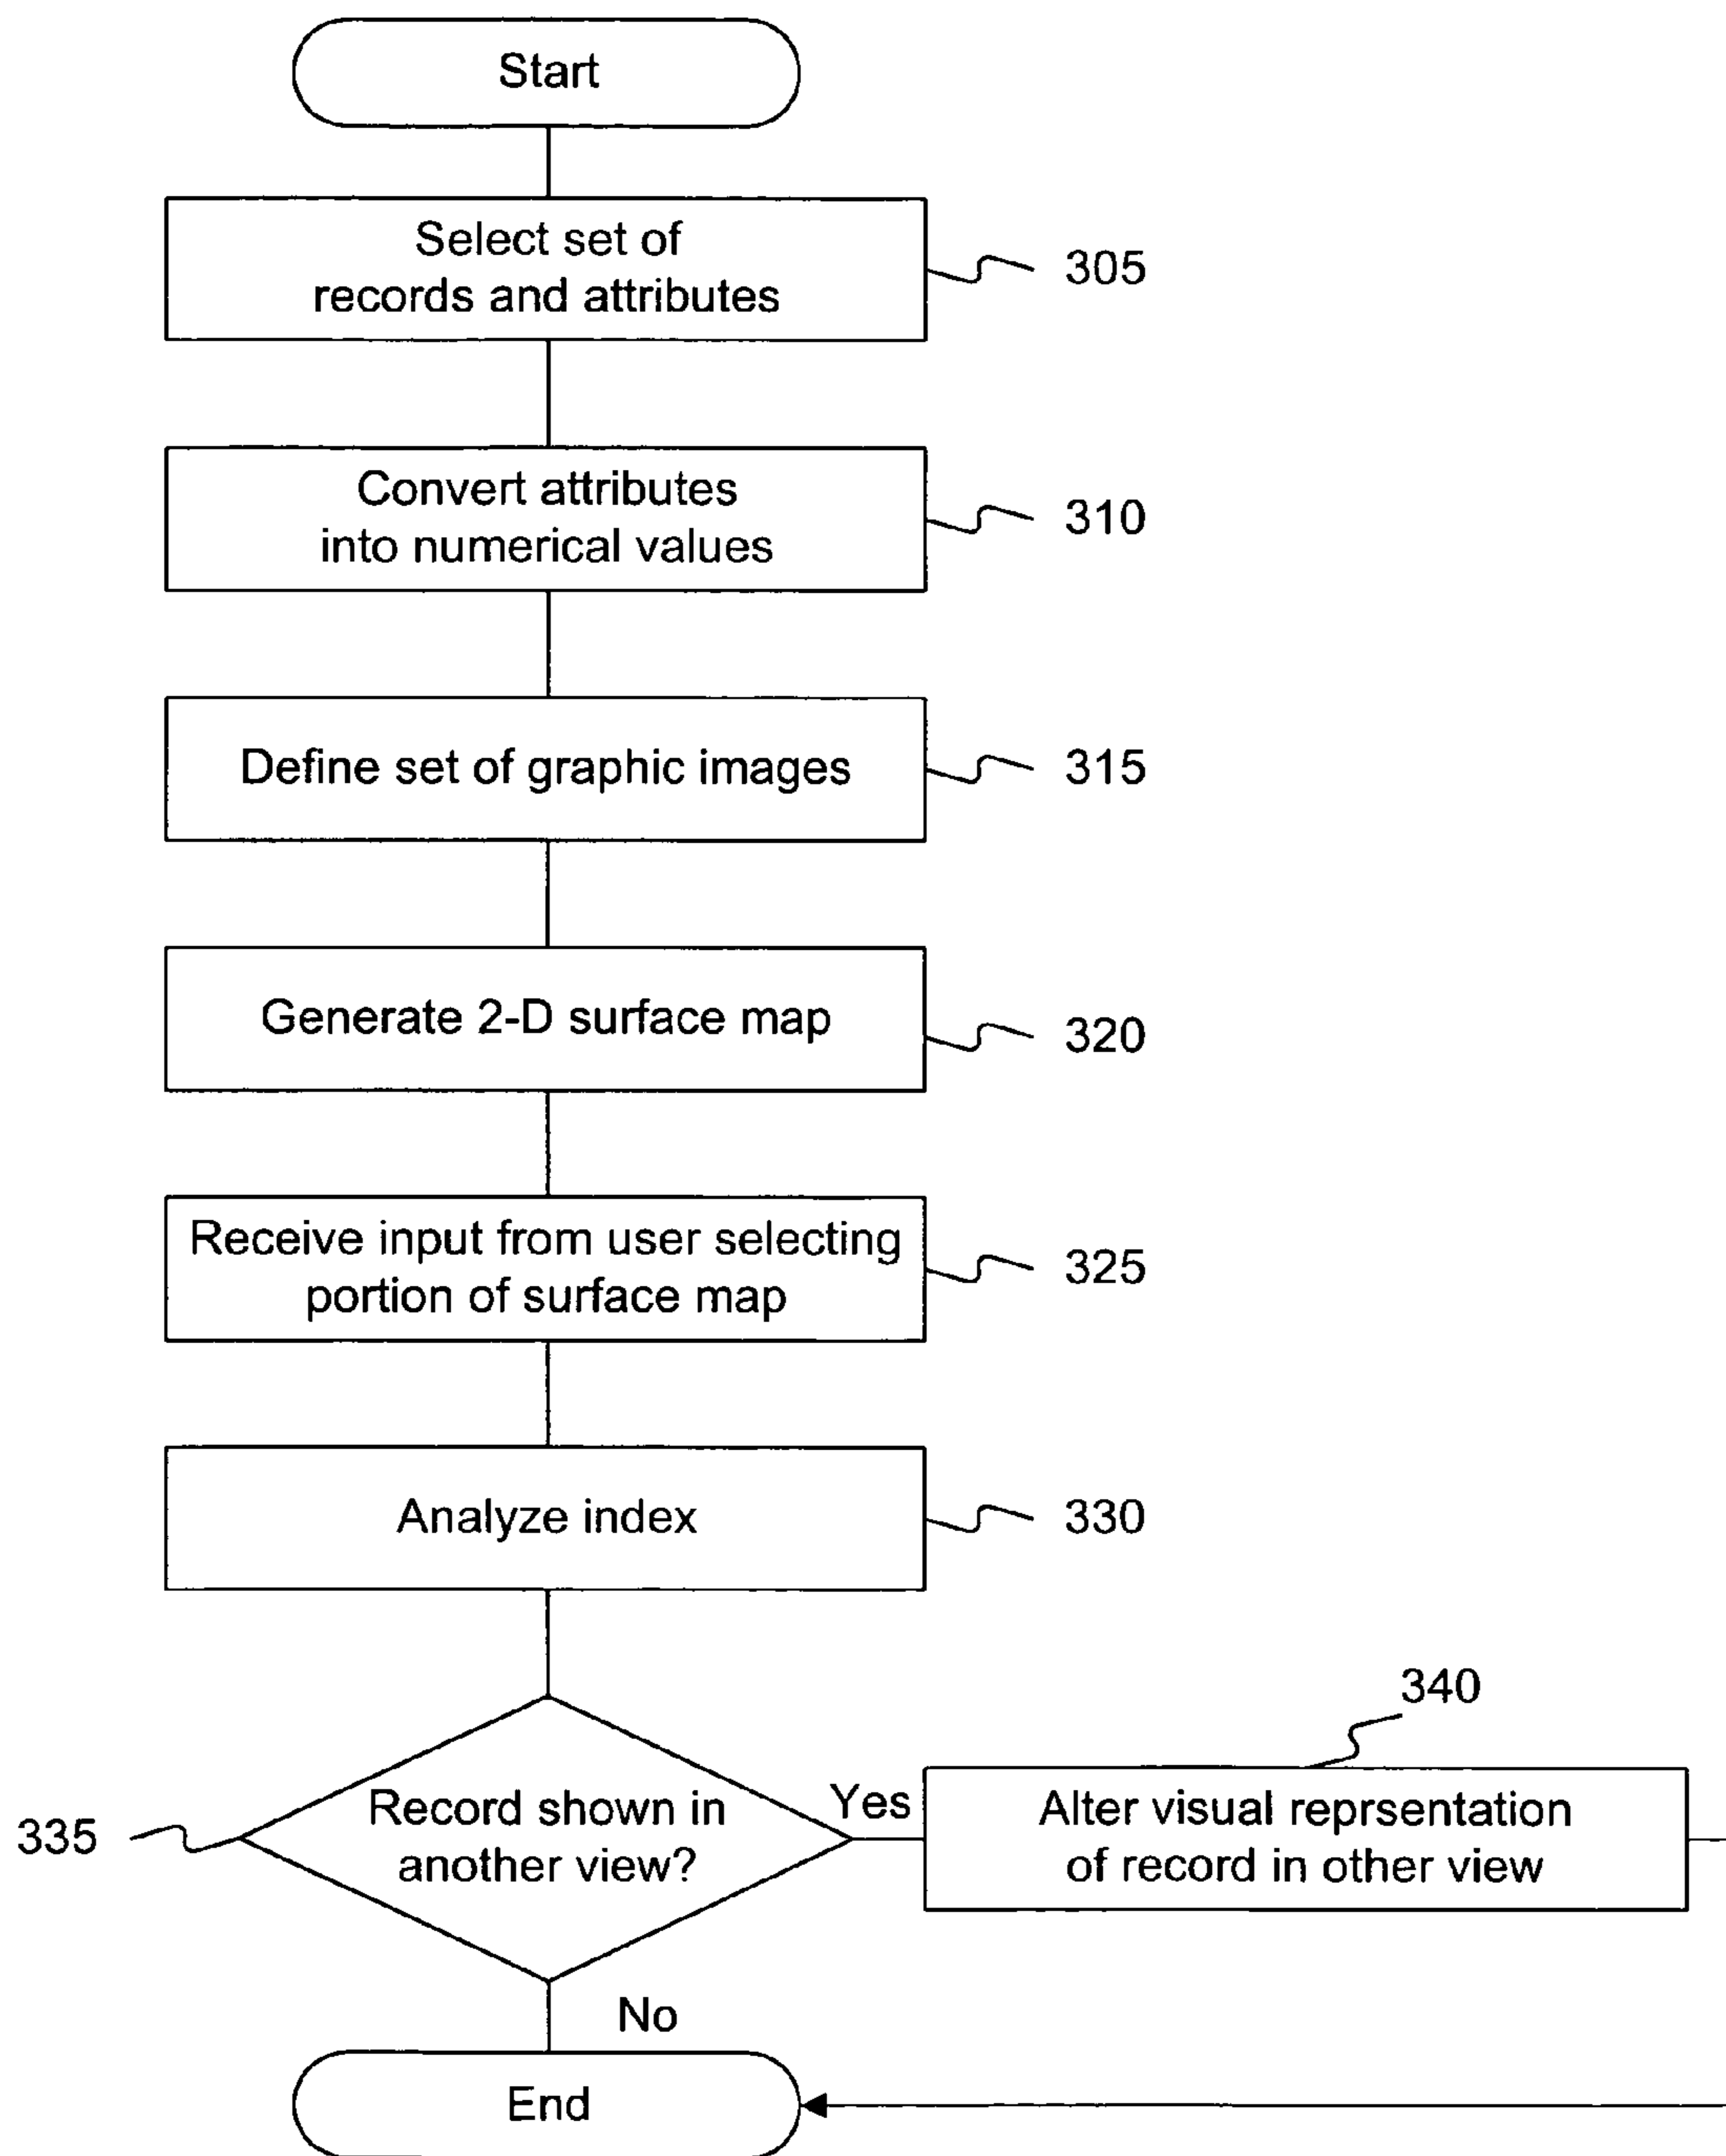 Start
Select set of
records and attributes
305
Convert attributes
into numerical values
310
Define set of graphic images
315
Generate 2-D surface map
320
Receive input from user selecting
portion of surface map
325
Analyze index
330
340
335
Record shown in
another view?
Yes
Alter visual reprsentation
of record in other view
No
End